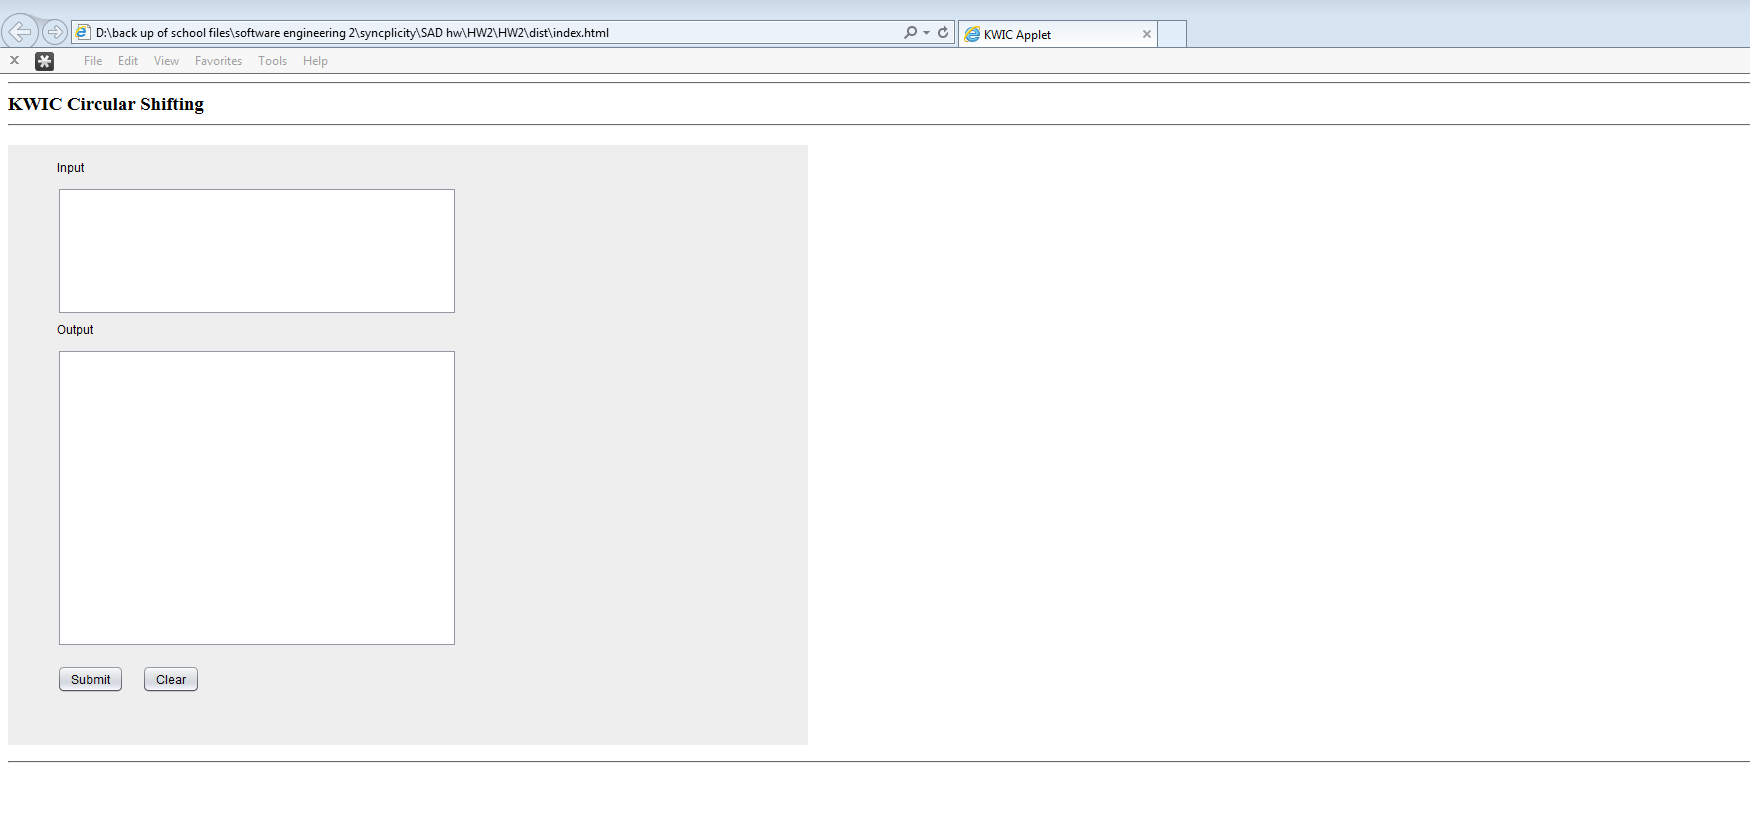 D:\back up of school files\software engineering 2\syncplicity\SAD hw\HW2\HW2\dist\index.html
KWIC Applet
File Edit View Favorites Tools Help
KWIC Circular Shifting
Input
Output
Submit Clear